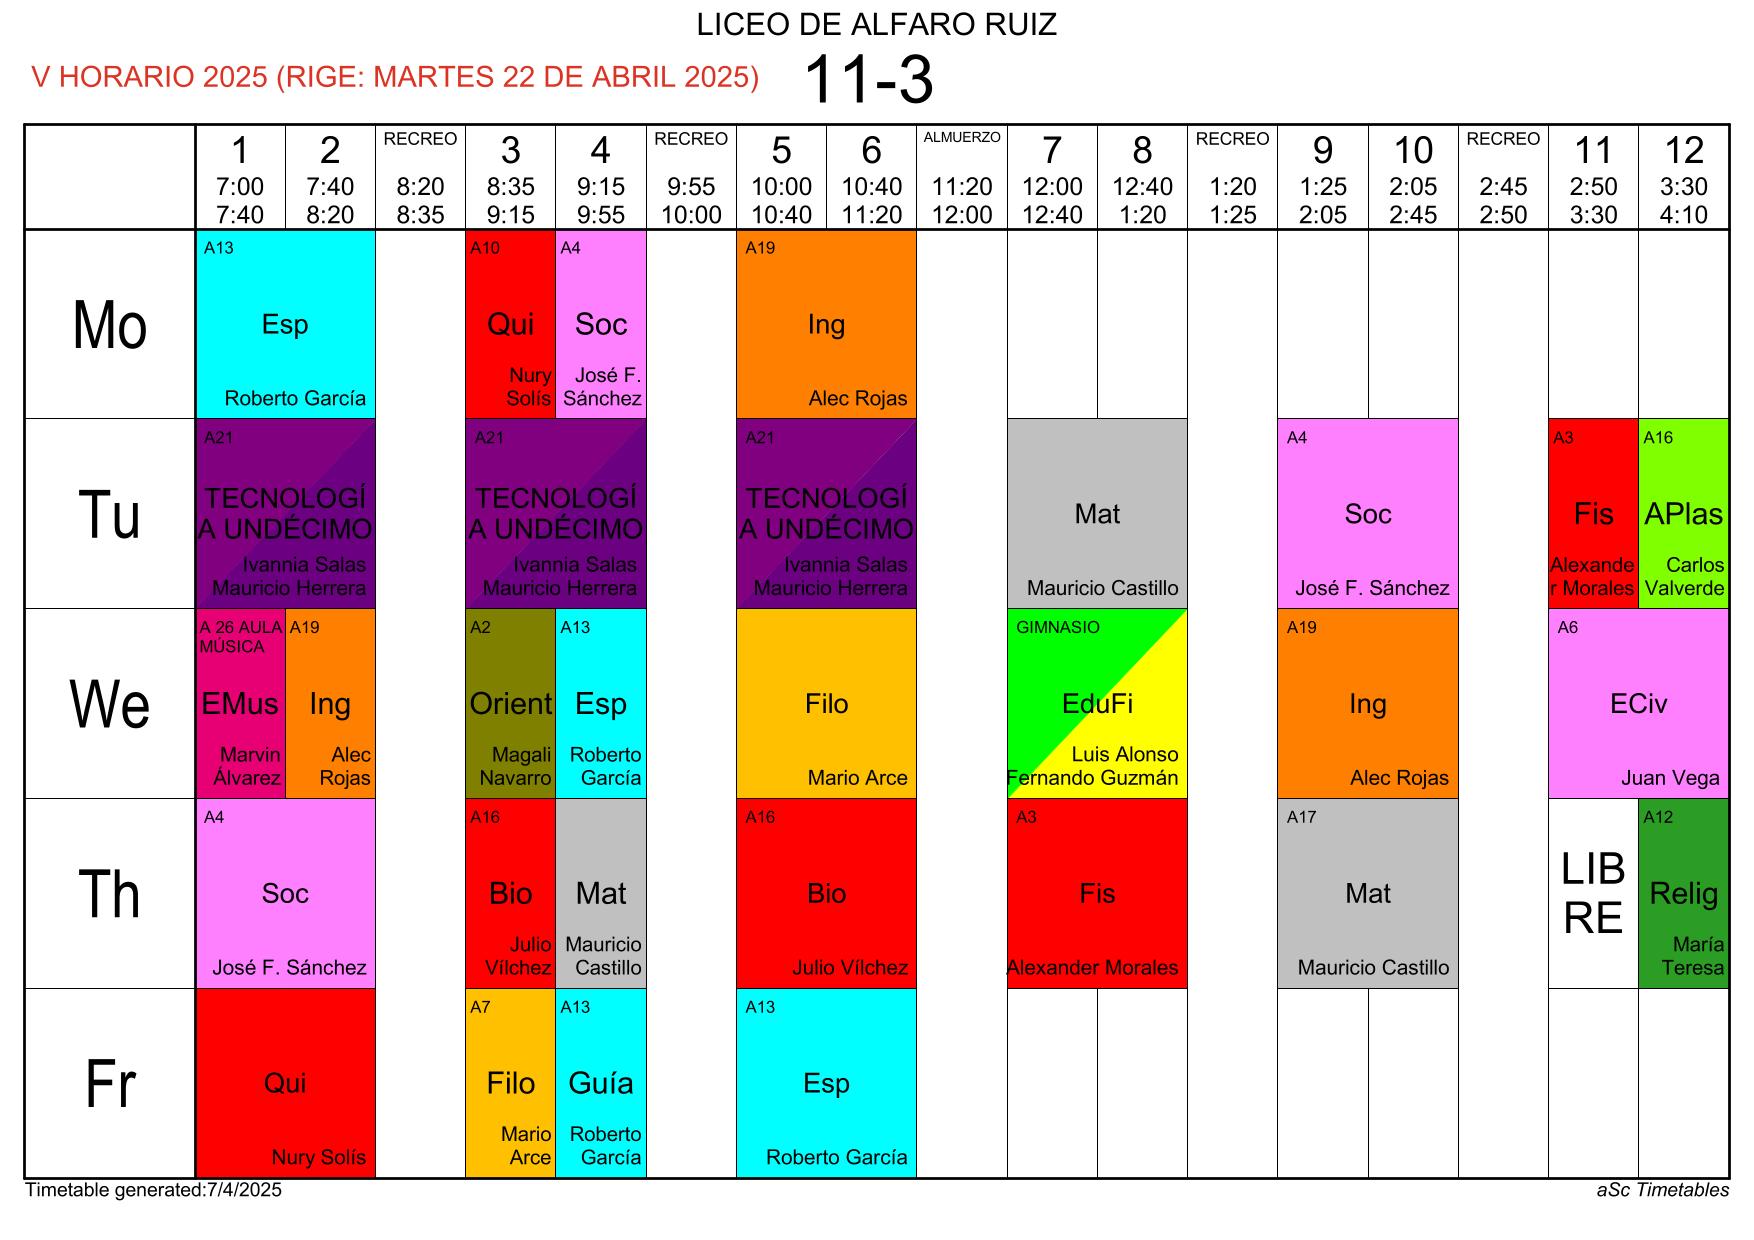 LICEO DE ALFARO RUIZ
V HORARIO 2025 (RIGE: MARTES 22 DE ABRIL 2025)
11-3
1 2 RECREO 3 4 RECREO 5 6 ALMUERZO 7 8 RECREO 9 10 RECREO 11 12
7:00 7:40 8:20 8:35 9:15 9:55 10:00 10:40 11:20 12:00 12:40 1:20 1:25 2:05 2:45 2:50 3:30
7:40 8:20 8:35 9:15 9:55 10:00 10:40 11:20 12:00 12:40 1:20 1:25 2:05 2:45 2:50 3:30 4:10
Mo
A13
Esp
Roberto García
A10
Qui
Nury
Solís
A4
Soc
José F.
Sánchez
A19
Ing
Alec Rojas
Tu
A21
TECNOLOGÍ
A UNDÉCIMO
Ivannia Salas
Mauricio Herrera
A21
TECNOLOGÍ
A UNDÉCIMO
Ivannia Salas
Mauricio Herrera
A21
TECNOLOGÍ
A UNDÉCIMO
Ivannia Salas
Mauricio Herrera
Mat
Mauricio Castillo
A4
Soc
José F. Sánchez
A3
Fis
Alexande
r Morales
A16
APlas
Carlos
Valverde
We
A 26 AULA
MÚSICA
EMus
Marvin
Álvarez
A19
Ing
Alec
Rojas
A2
Orient
Magali
Navarro
A13
Esp
Roberto
García
Filo
Mario Arce
GIMNASIO
EduFi
Luis Alonso
Fernando Guzmán
A19
Ing
Alec Rojas
A6
ECiv
Juan Vega
Th
A4
Soc
José F. Sánchez
A16
Bio
Julio
Vílchez
Mat
Mauricio
Castillo
A16
Bio
Julio Vílchez
A3
Fis
Alexander Morales
A17
Mat
Mauricio Castillo
LIB
RE
A12
Relig
María
Teresa
Fr
Qui
Nury Solís
A7
Filo
Mario
Arce
A13
Guía
Roberto
García
A13
Esp
Roberto García
Timetable generated:7/4/2025
aSc Timetables